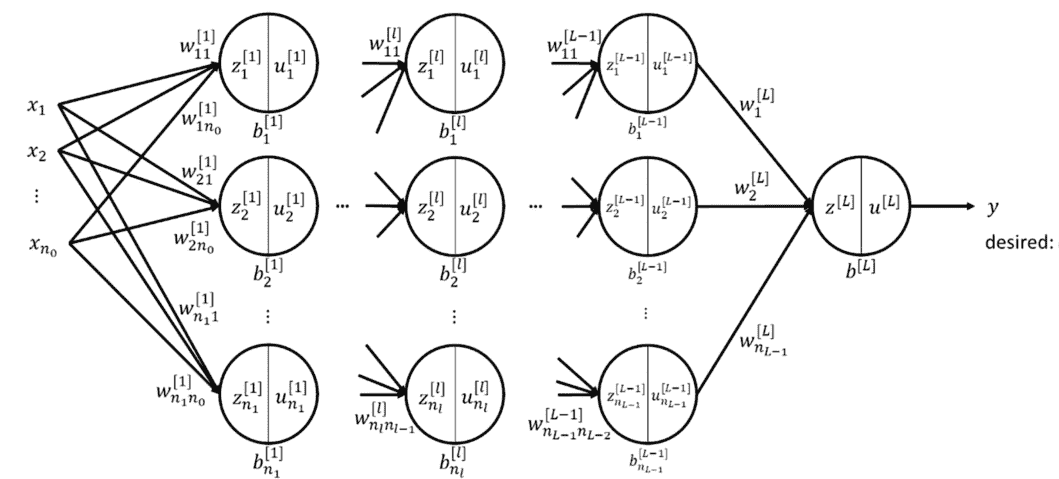 w_{11}^{[1]}
z_1^{[1]} u_1^{[1]}
b_1^{[1]}
w_{11}^{[l]}
z_1^{[l]} u_1^{[l]}
b_1^{[l]}
w_{11}^{[L-1]}
z_1^{[L-1]} u_1^{[L-1]}
b_1^{[L-1]}
x_1
x_2
⋮
x_{n_0}
w_{1n_0}^{[1]}
w_{21}^{[1]}
z_2^{[1]} u_2^{[1]}
w_{2n_0}^{[1]}
b_2^{[1]}
...
z_2^{[l]} u_2^{[l]}
b_2^{[l]}
...
z_2^{[L-1]} u_2^{[L-1]}
b_2^{[L-1]}
w_1^{[L]}
w_2^{[L]}
z^{[L]} u^{[L]}
b^{[L]}
y
desired:
w_{n_1 1}^{[1]}
⋮
⋮
⋮
w_{n_{L-1}}^{[L]}
w_{n_1 n_0}^{[1]}
z_{n_1}^{[1]} u_{n_1}^{[1]}
b_{n_1}^{[1]}
w_{n_l n_{l-1}}^{[l]}
z_{n_l}^{[l]} u_{n_l}^{[l]}
b_{n_l}^{[l]}
w_{n_{L-1} n_{L-2}}^{[L-1]}
z_{n_{L-1}}^{[L-1]} u_{n_{L-1}}^{[L-1]}
b_{n_{L-1}}^{[L-1]}